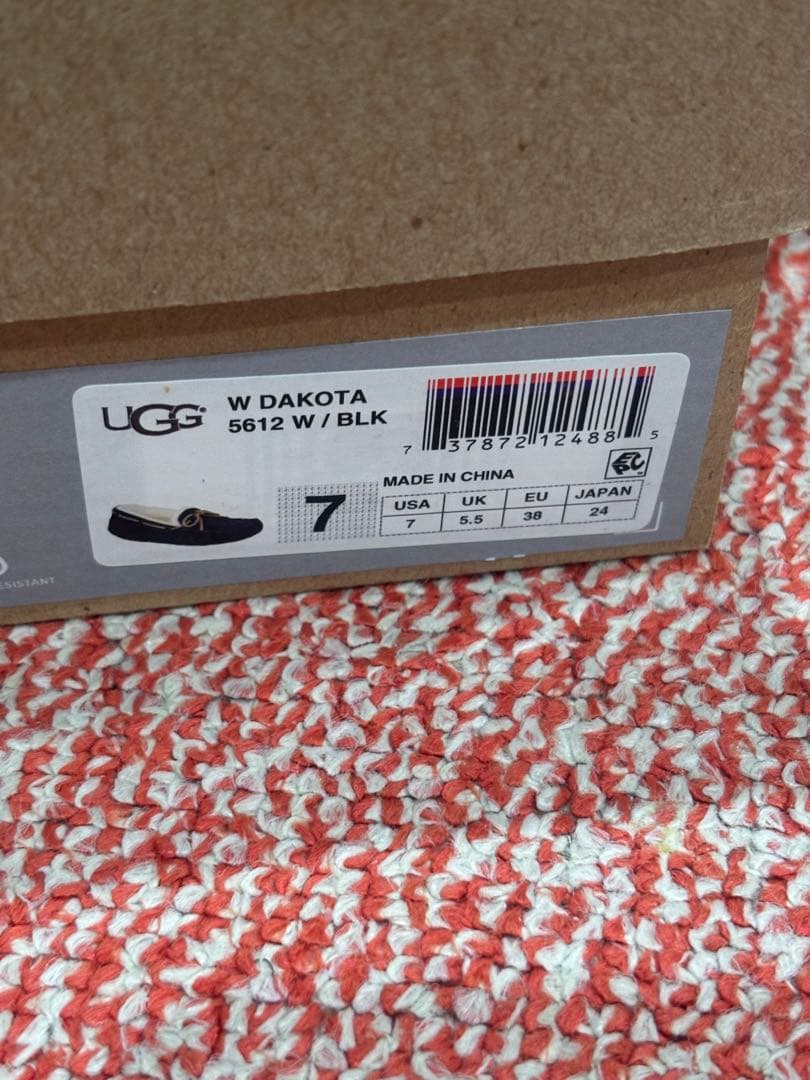 UGG
W DAKOTA
5612 W / BLK
7 37872 12488 5
MADE IN CHINA
7
USA UK EU JAPAN
7 5.5 38 24
ESISTANT